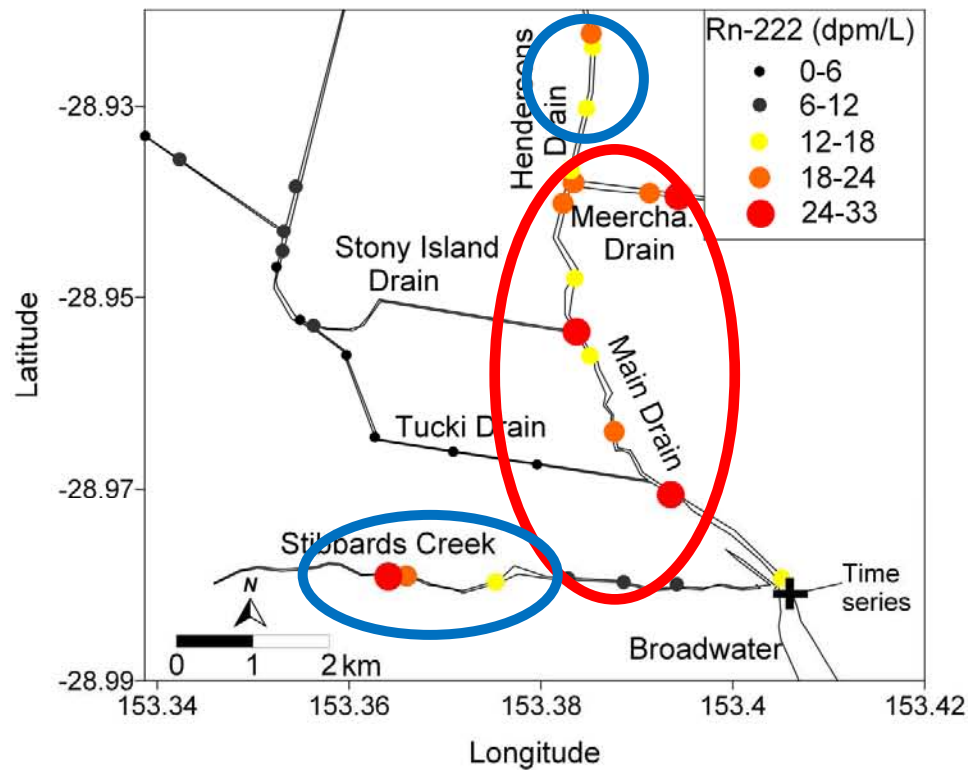 Rn-222 (dpm/L)
0-6
6-12
12-18
18-24
24-33
Hendersons
Drain
Meercha.
Drain
Stony Island
Drain
Main Drain
Tucki Drain
Stibbards Creek
N
0 1 2 km
Time
series
Broadwater
Latitude
-28.93
-28.95
-28.97
-28.99
153.34 153.36 153.38 153.4 153.42
Longitude